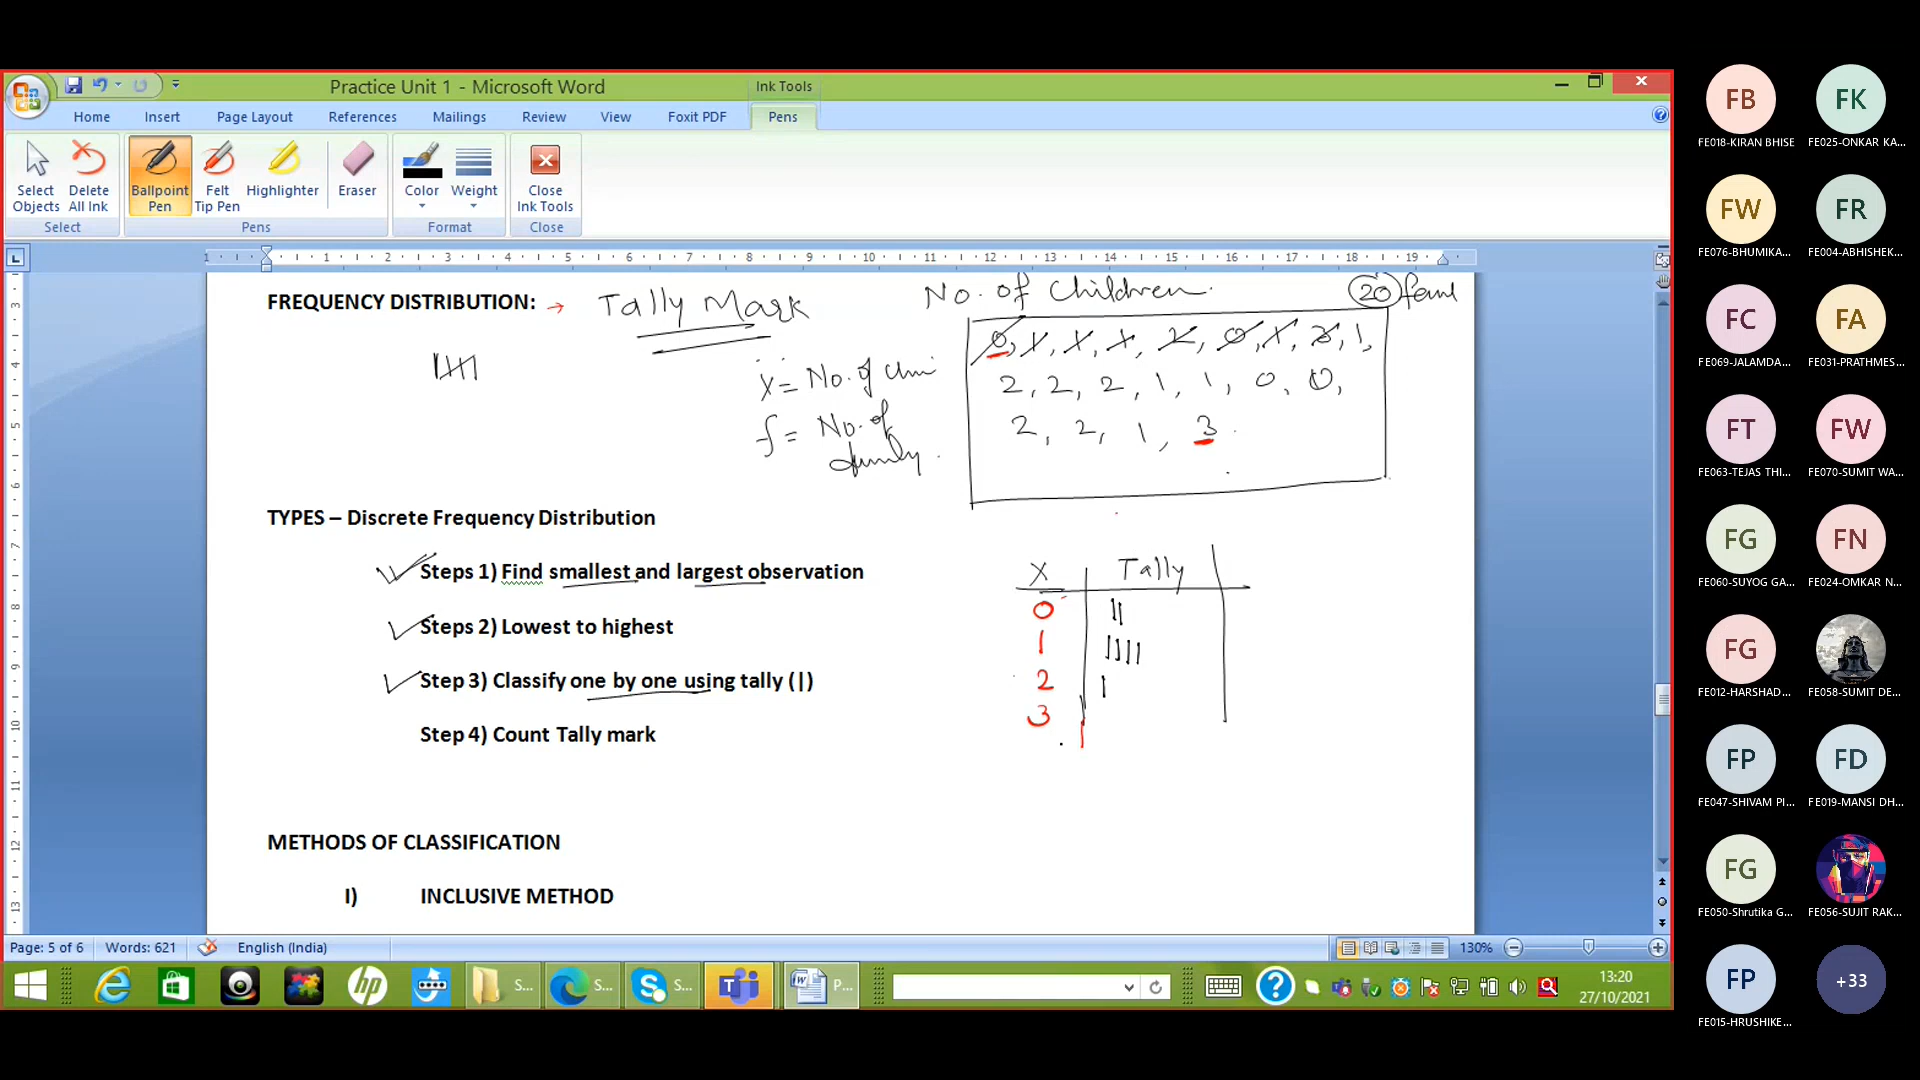 Practice Unit 1 - Microsoft Word
Ink Tools
Home Insert Page Layout References Mailings Review View Foxit PDF Pens
Select Objects
Delete All Ink
Ballpoint Pen
Felt Tip Pen
Highlighter
Eraser
Color
Weight
Close Ink Tools
Select Pens Format Close
FREQUENCY DISTRIBUTION: → Tally Mark
No. of Children. 20
X = No. of
f = No. of family.
0, 1, 1, 1, 2, 0, 1, 3, 1,
2, 2, 2, 1, 1, 0, 0,
2, 2, 1, 3.
TYPES – Discrete Frequency Distribution
Steps 1) Find smallest and largest observation
Steps 2) Lowest to highest
Step 3) Classify one by one using tally (|)
Step 4) Count Tally mark
X Tally
0 ||
1 ||||
2 |
3
METHODS OF CLASSIFICATION
I) INCLUSIVE METHOD
Page: 5 of 6 Words: 621 English (India) 130%
S... S... S... P...
13:20
27/10/2021
FB FK
FE018-KIRAN BHISE FE025-ONKAR KA...
FW FR
FE076-BHUMIKA... FE004-ABHISHEK...
FC FA
FE069-JALAMDA... FE031-PRATHMES...
FT FW
FE063-TEJAS THI... FE070-SUMIT WA...
FG FN
FE060-SUYOG GA... FE024-OMKAR N...
FG
FE012-HARSHAD... FE058-SUMIT DE...
FP FD
FE047-SHIVAM PI... FE019-MANSI DH...
FG
FE050-Shrutika G... FE056-SUJIT RAK...
FP +33
FE015-HRUSHIKE...